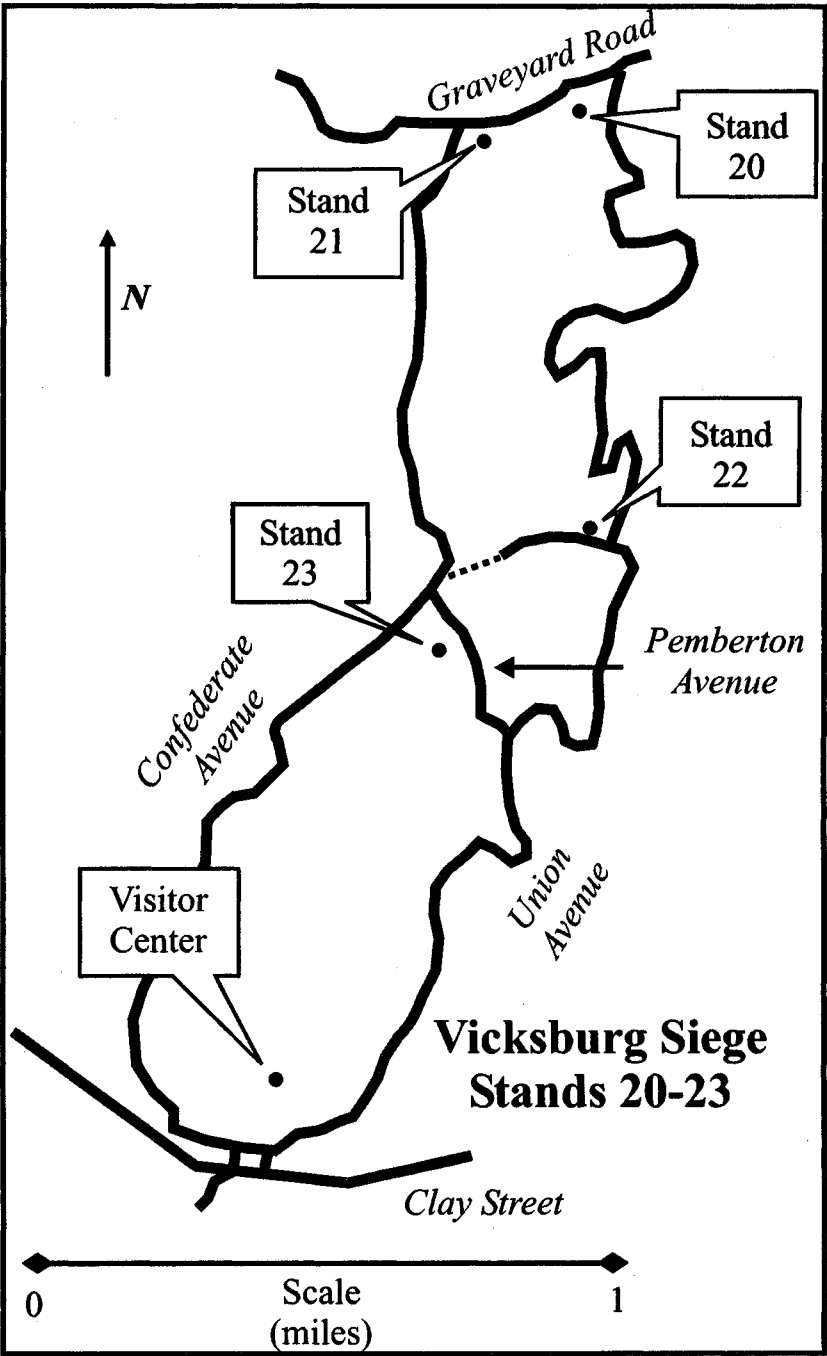 Graveyard Road
Stand
20
Stand
21
N
Stand
22
Stand
23
Pemberton
Avenue
Confederate
Avenue
Visitor
Center
Union
Avenue
Vicksburg Siege
Stands 20-23
Clay Street
0
Scale
(miles)
1